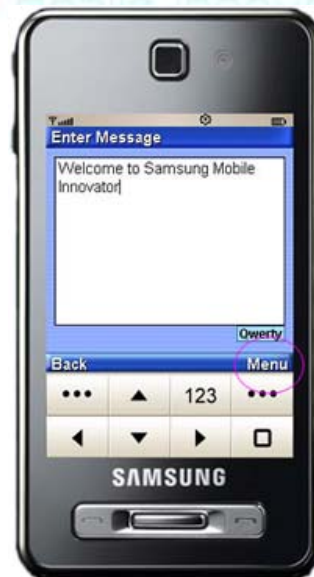 Enter Message
Welcome to Samsung Mobile
Innovator
Qwerty
Back Menu
••• 123 •••
SAMSUNG